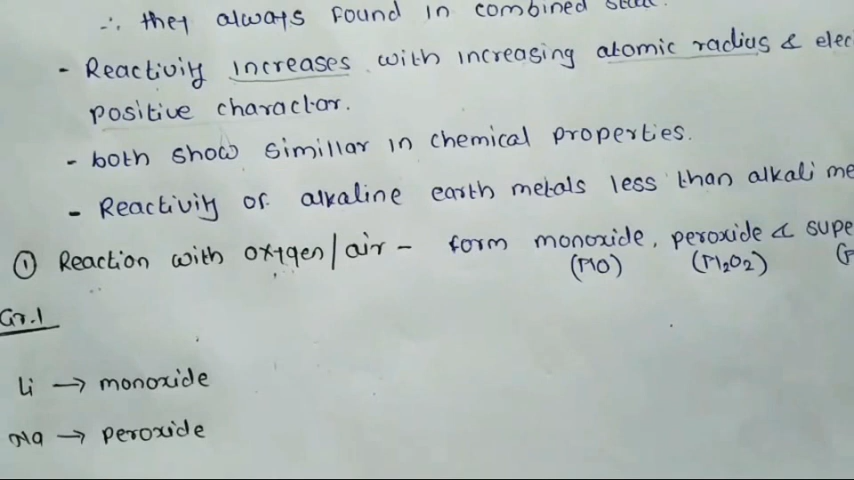 ∴ they always found in combined
- Reactivity increases with increasing atomic radius & elec
positive charactor.
- both show simillar in chemical properties.
- Reactivity of alkaline earth metals less than alkali me
① Reaction with oxygen/air - form monoxide, peroxide & supe
(MO) (M₂O₂)
Gr.1
Li → monoxide
Na → peroxide